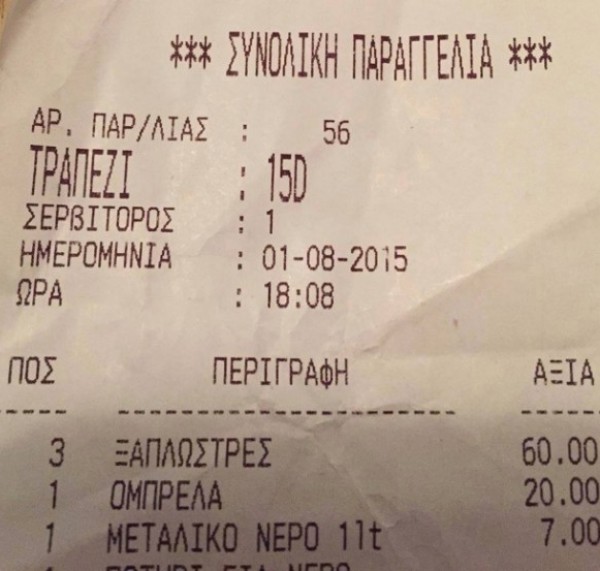 *** ΣΥΝΟΛΙΚΗ ΠΑΡΑΓΓΕΛΙΑ ***
ΑΡ. ΠΑΡ/ΛΙΑΣ : 56
ΤΡΑΠΕΖΙ : 15D
ΣΕΡΒΙΤΟΡΟΣ : 1
ΗΜΕΡΟΜΗΝΙΑ : 01-08-2015
ΩΡΑ : 18:08
ΠΟΣ ΠΕΡΙΓΡΑΦΗ ΑΞΙΑ
3 ΞΑΠΛΩΣΤΡΕΣ 60.00
1 ΟΜΠΡΕΛΑ 20.00
1 ΜΕΤΑΛΙΚΟ ΝΕΡΟ 1lt 7.00